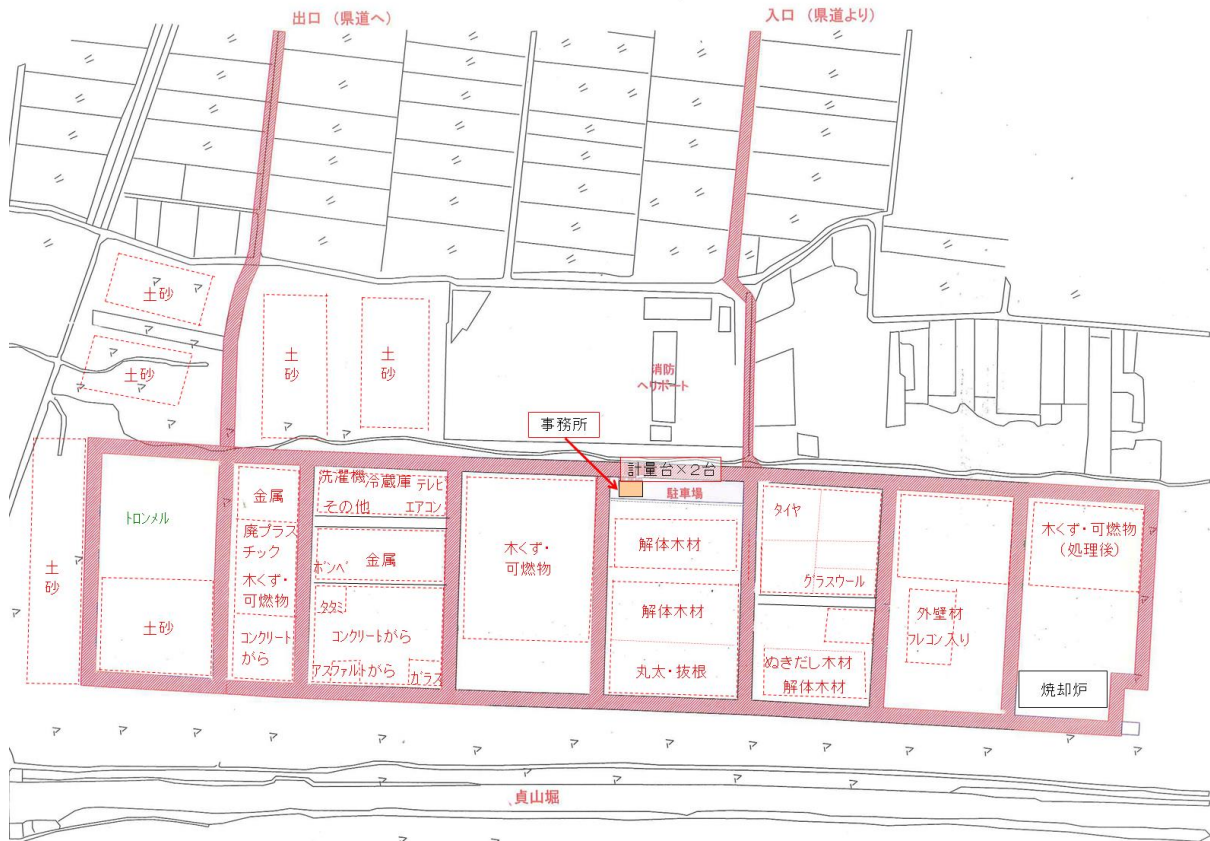 出口 （県道へ）
入口 （県道より）
土砂
土砂
土
砂
土
砂
消防
ヘリポート
事務所
計量台×2台
駐車場
土
砂
トロンメル
土砂
金属
廃プラス
チック
木くず・
可燃物
コンクリート
がら
洗濯機
冷蔵庫
テレビ
その他
エアコン
ボンベ
金属
タタミ
コンクリートがら
アスファルトがら
ガラス
木くず・
可燃物
解体木材
解体木材
丸太・抜根
タイヤ
グラスウール
ぬきだし木材
解体木材
外壁材
フレコン入り
木くず・可燃物
（処理後）
焼却炉
貞山堀